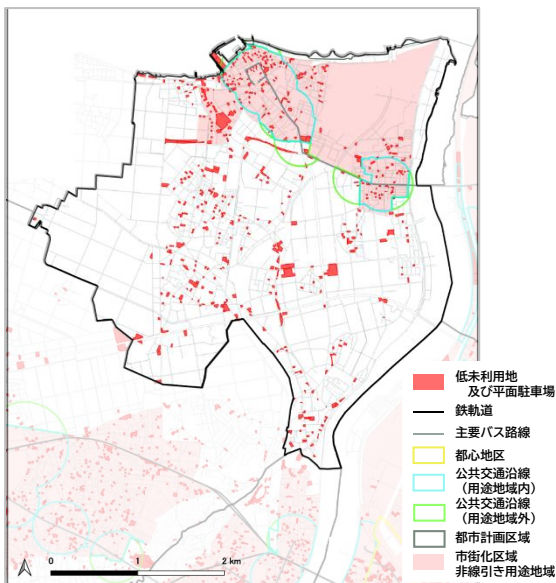 低未利用地
及び平面駐車場
鉄軌道
主要バス路線
都心地区
公共交通沿線
（用途地域内）
公共交通沿線
（用途地域外）
都市計画区域
市街化区域
非線引き用途地域
0 1 2 km